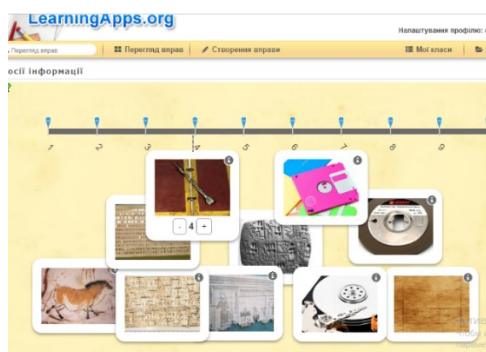 LearningApps.org
Налаштування профілю:
Перегляд вправ
Перегляд вправ
Створення вправи
Мої класи
осії інформації
1
2
3
4
5
6
7
8
9
- 4 +